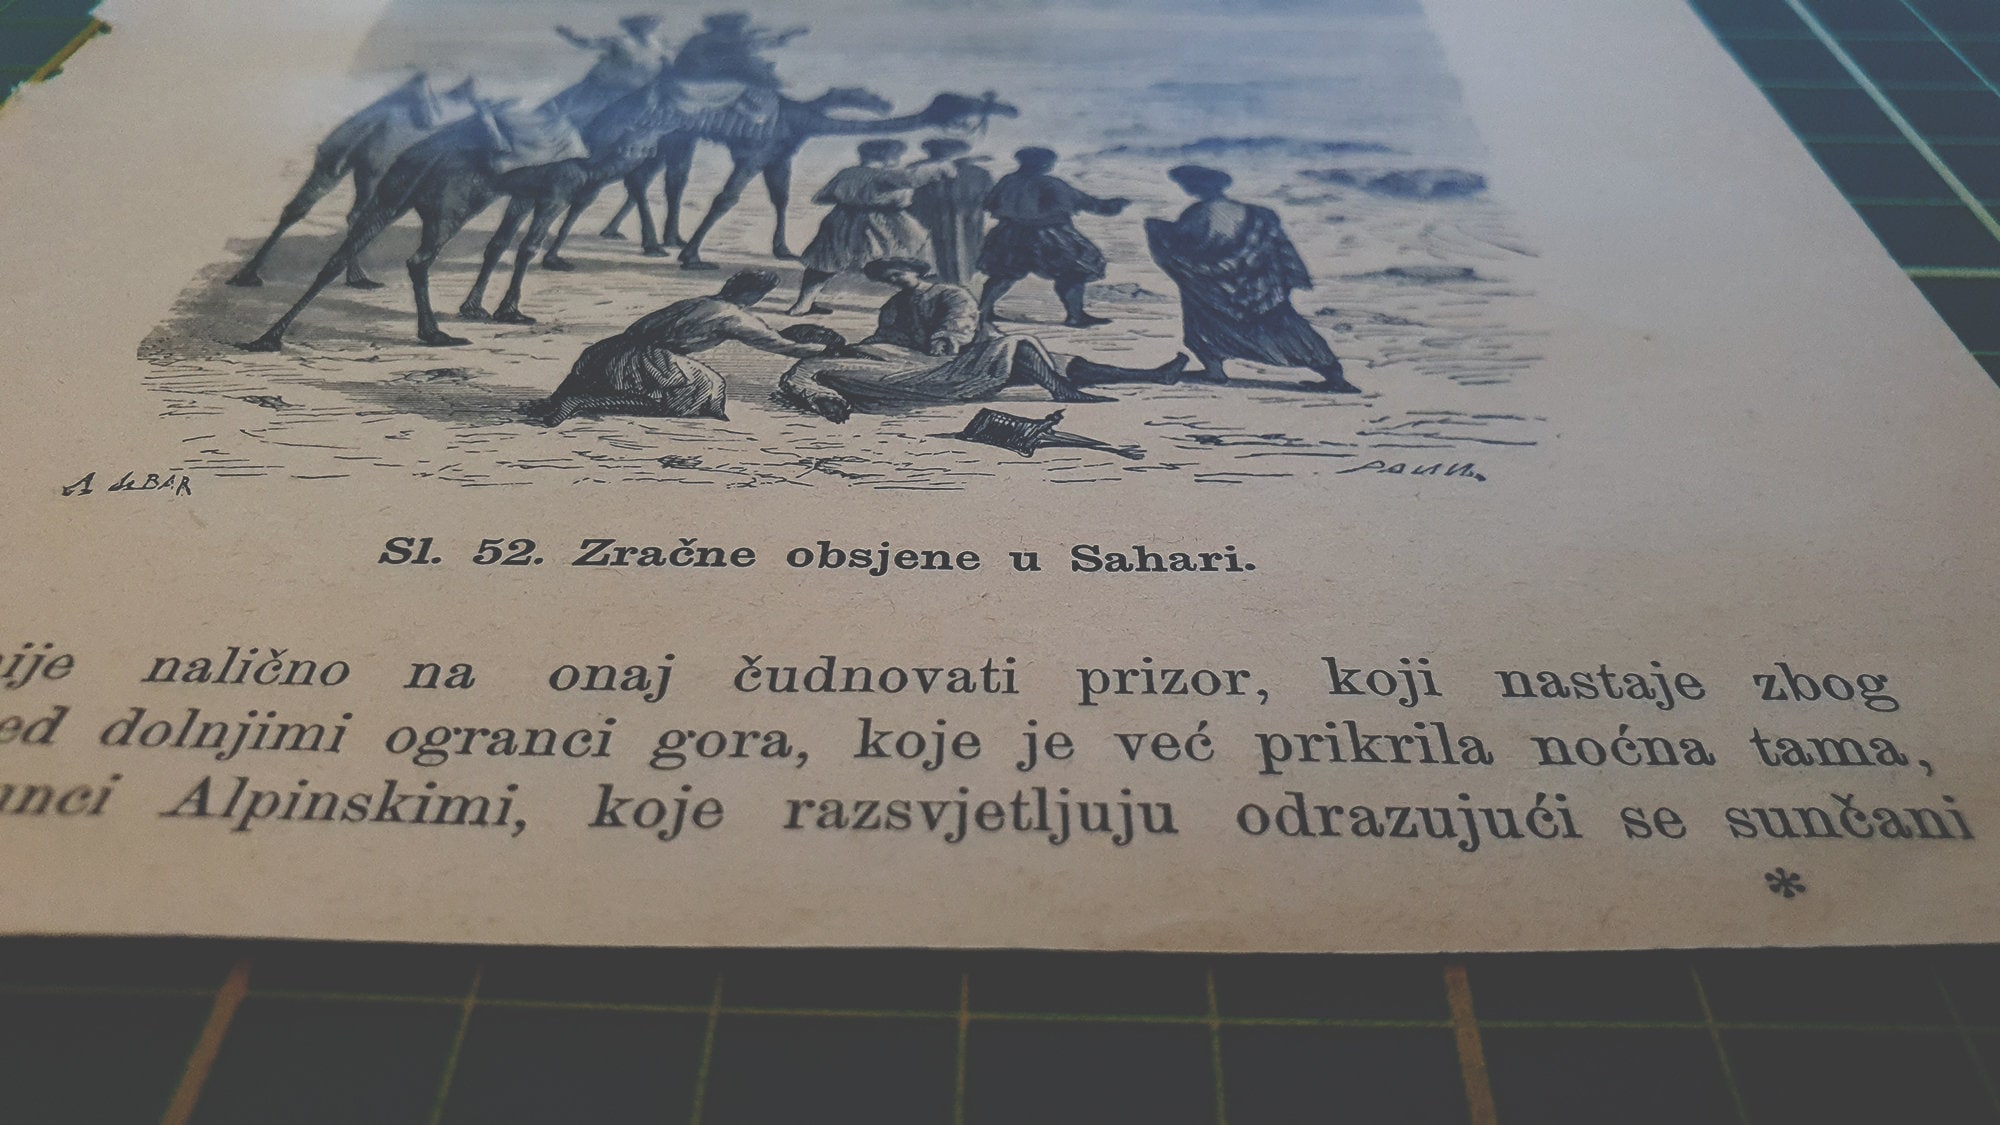 A deBAR
Sl. 52. Zračne obsjene u Sahari.
nalično na onaj čudnovati prizor, koji nastaje zbog
dolnjimi ogranci gora, koje je već prikrila noćna tama,
Alpinskimi, koje razsvjetljuju odrazujući se sunčani
*